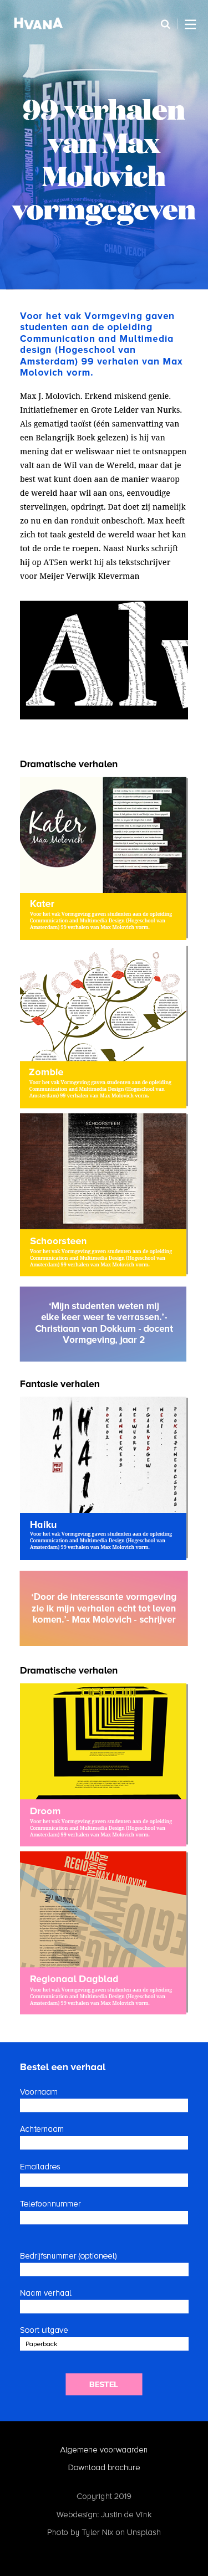 HVANA
FAITH
FORWARD
FUTURE
CHAD VEACH
99 verhalen
van Max
Molovich
vormgegeven
Voor het vak Vormgeving gaven
studenten aan de opleiding
Communication and Multimedia
design (Hogeschool van
Amsterdam) 99 verhalen van Max
Molovich vorm.
Max J. Molovich. Erkend miskend genie.
Initiatiefnemer en Grote Leider van Nurks.
Als gematigd taoïst (één samenvatting van
een Belangrijk Boek gelezen) is hij van
mening dat er weliswaar niet te ontsnappen
valt aan de Wil van de Wereld, maar dat je
best wat kunt doen aan de manier waarop
de wereld haar wil aan ons, eenvoudige
stervelingen, opdringt. Dat doet zij namelijk
zo nu en dan ronduit onbeschoft. Max heeft
zich tot taak gesteld de wereld waar het kan
tot de orde te roepen. Naast Nurks schrijft
hij op ATSen werkt hij als tekstschrijver
voor Meijer Verwijk Kleverman
Dramatische verhalen
Kater
Max Molovich
Kater
Voor het vak Vormgeving gaven studenten aan de opleiding
Communication and Multimedia Design (Hogeschool van
Amsterdam) 99 verhalen van Max Molovich vorm.
Zombie
Voor het vak Vormgeving gaven studenten aan de opleiding
Communication and Multimedia Design (Hogeschool van
Amsterdam) 99 verhalen van Max Molovich vorm.
SCHOORSTEEN
Schoorsteen
Voor het vak Vormgeving gaven studenten aan de opleiding
Communication and Multimedia Design (Hogeschool van
Amsterdam) 99 verhalen van Max Molovich vorm.
‘Mijn studenten weten mij
elke keer weer te verrassen.’-
Christiaan van Dokkum - docent
Vormgeving, jaar 2
Fantasie verhalen
MAX
Haiku
Voor het vak Vormgeving gaven studenten aan de opleiding
Communication and Multimedia Design (Hogeschool van
Amsterdam) 99 verhalen van Max Molovich vorm.
‘Door de interessante vormgeving
zie ik mijn verhalen echt tot leven
komen.’- Max Molovich - schrijver
Dramatische verhalen
Droom
Voor het vak Vormgeving gaven studenten aan de opleiding
Communication and Multimedia Design (Hogeschool van
Amsterdam) 99 verhalen van Max Molovich vorm.
Regionaal Dagblad
Voor het vak Vormgeving gaven studenten aan de opleiding
Communication and Multimedia Design (Hogeschool van
Amsterdam) 99 verhalen van Max Molovich vorm.
Bestel een verhaal
Voornaam
Achternaam
Emailadres
Telefoonnummer
Bedrijfsnummer (optioneel)
Naam verhaal
Soort uitgave
Paperback
BESTEL
Algemene voorwaarden
Download brochure
Copyright 2019
Webdesign: Justin de Vink
Photo by Tyler Nix on Unsplash